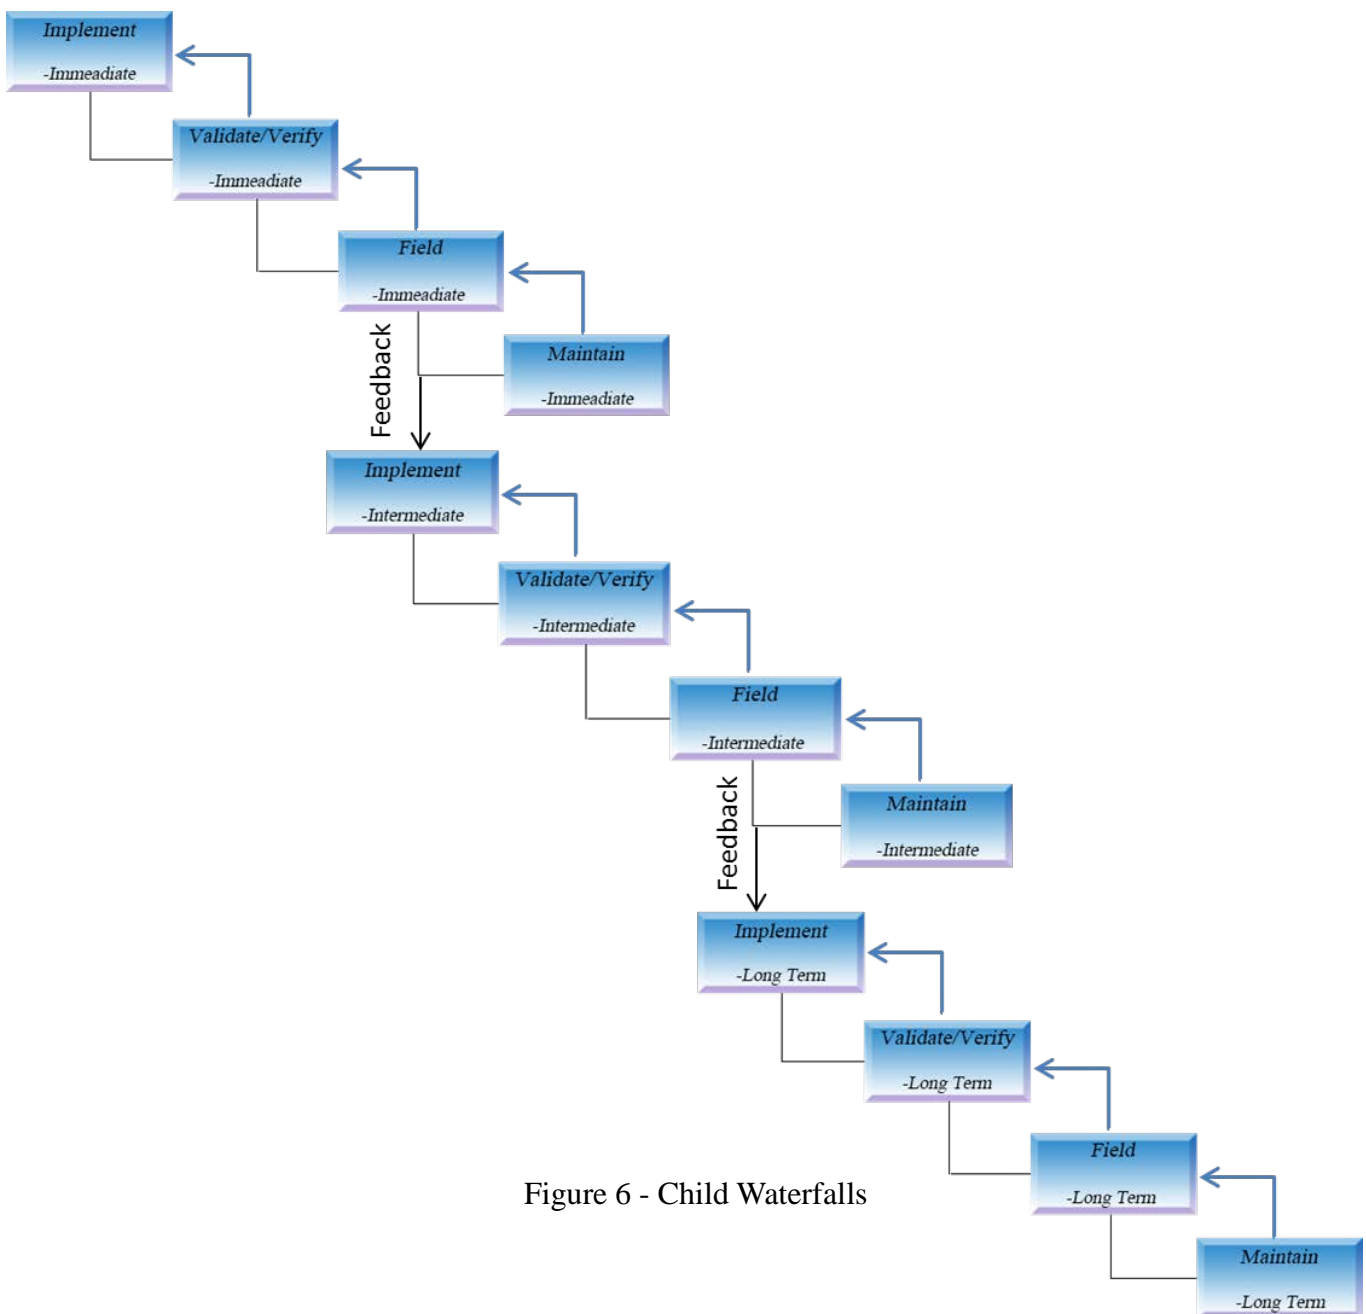 Implement
-Immeadiate
Validate/Verify
-Immeadiate
Field
-Immeadiate
Feedback
Maintain
-Immeadiate
Implement
-Intermediate
Validate/Verify
-Intermediate
Field
-Intermediate
Feedback
Maintain
-Intermediate
Implement
-Long Term
Validate/Verify
-Long Term
Field
-Long Term
Figure 6 - Child Waterfalls
Maintain
-Long Term